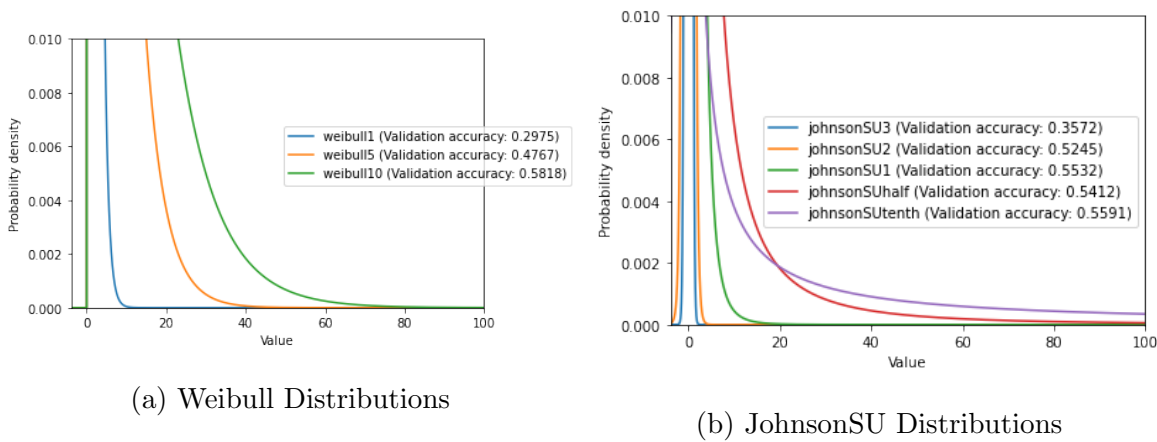 0.010
0.008
0.006
0.004
0.002
0.000
Probability density
0
20
40
60
80
100
Value
weibull1 (Validation accuracy: 0.2975)
weibull5 (Validation accuracy: 0.4767)
weibull10 (Validation accuracy: 0.5818)
(a) Weibull Distributions
0.010
0.008
0.006
0.004
0.002
0.000
Probability density
0
20
40
60
80
100
Value
johnsonSU3 (Validation accuracy: 0.3572)
johnsonSU2 (Validation accuracy: 0.5245)
johnsonSU1 (Validation accuracy: 0.5532)
johnsonSUhalf (Validation accuracy: 0.5412)
johnsonSUtenth (Validation accuracy: 0.5591)
(b) JohnsonSU Distributions